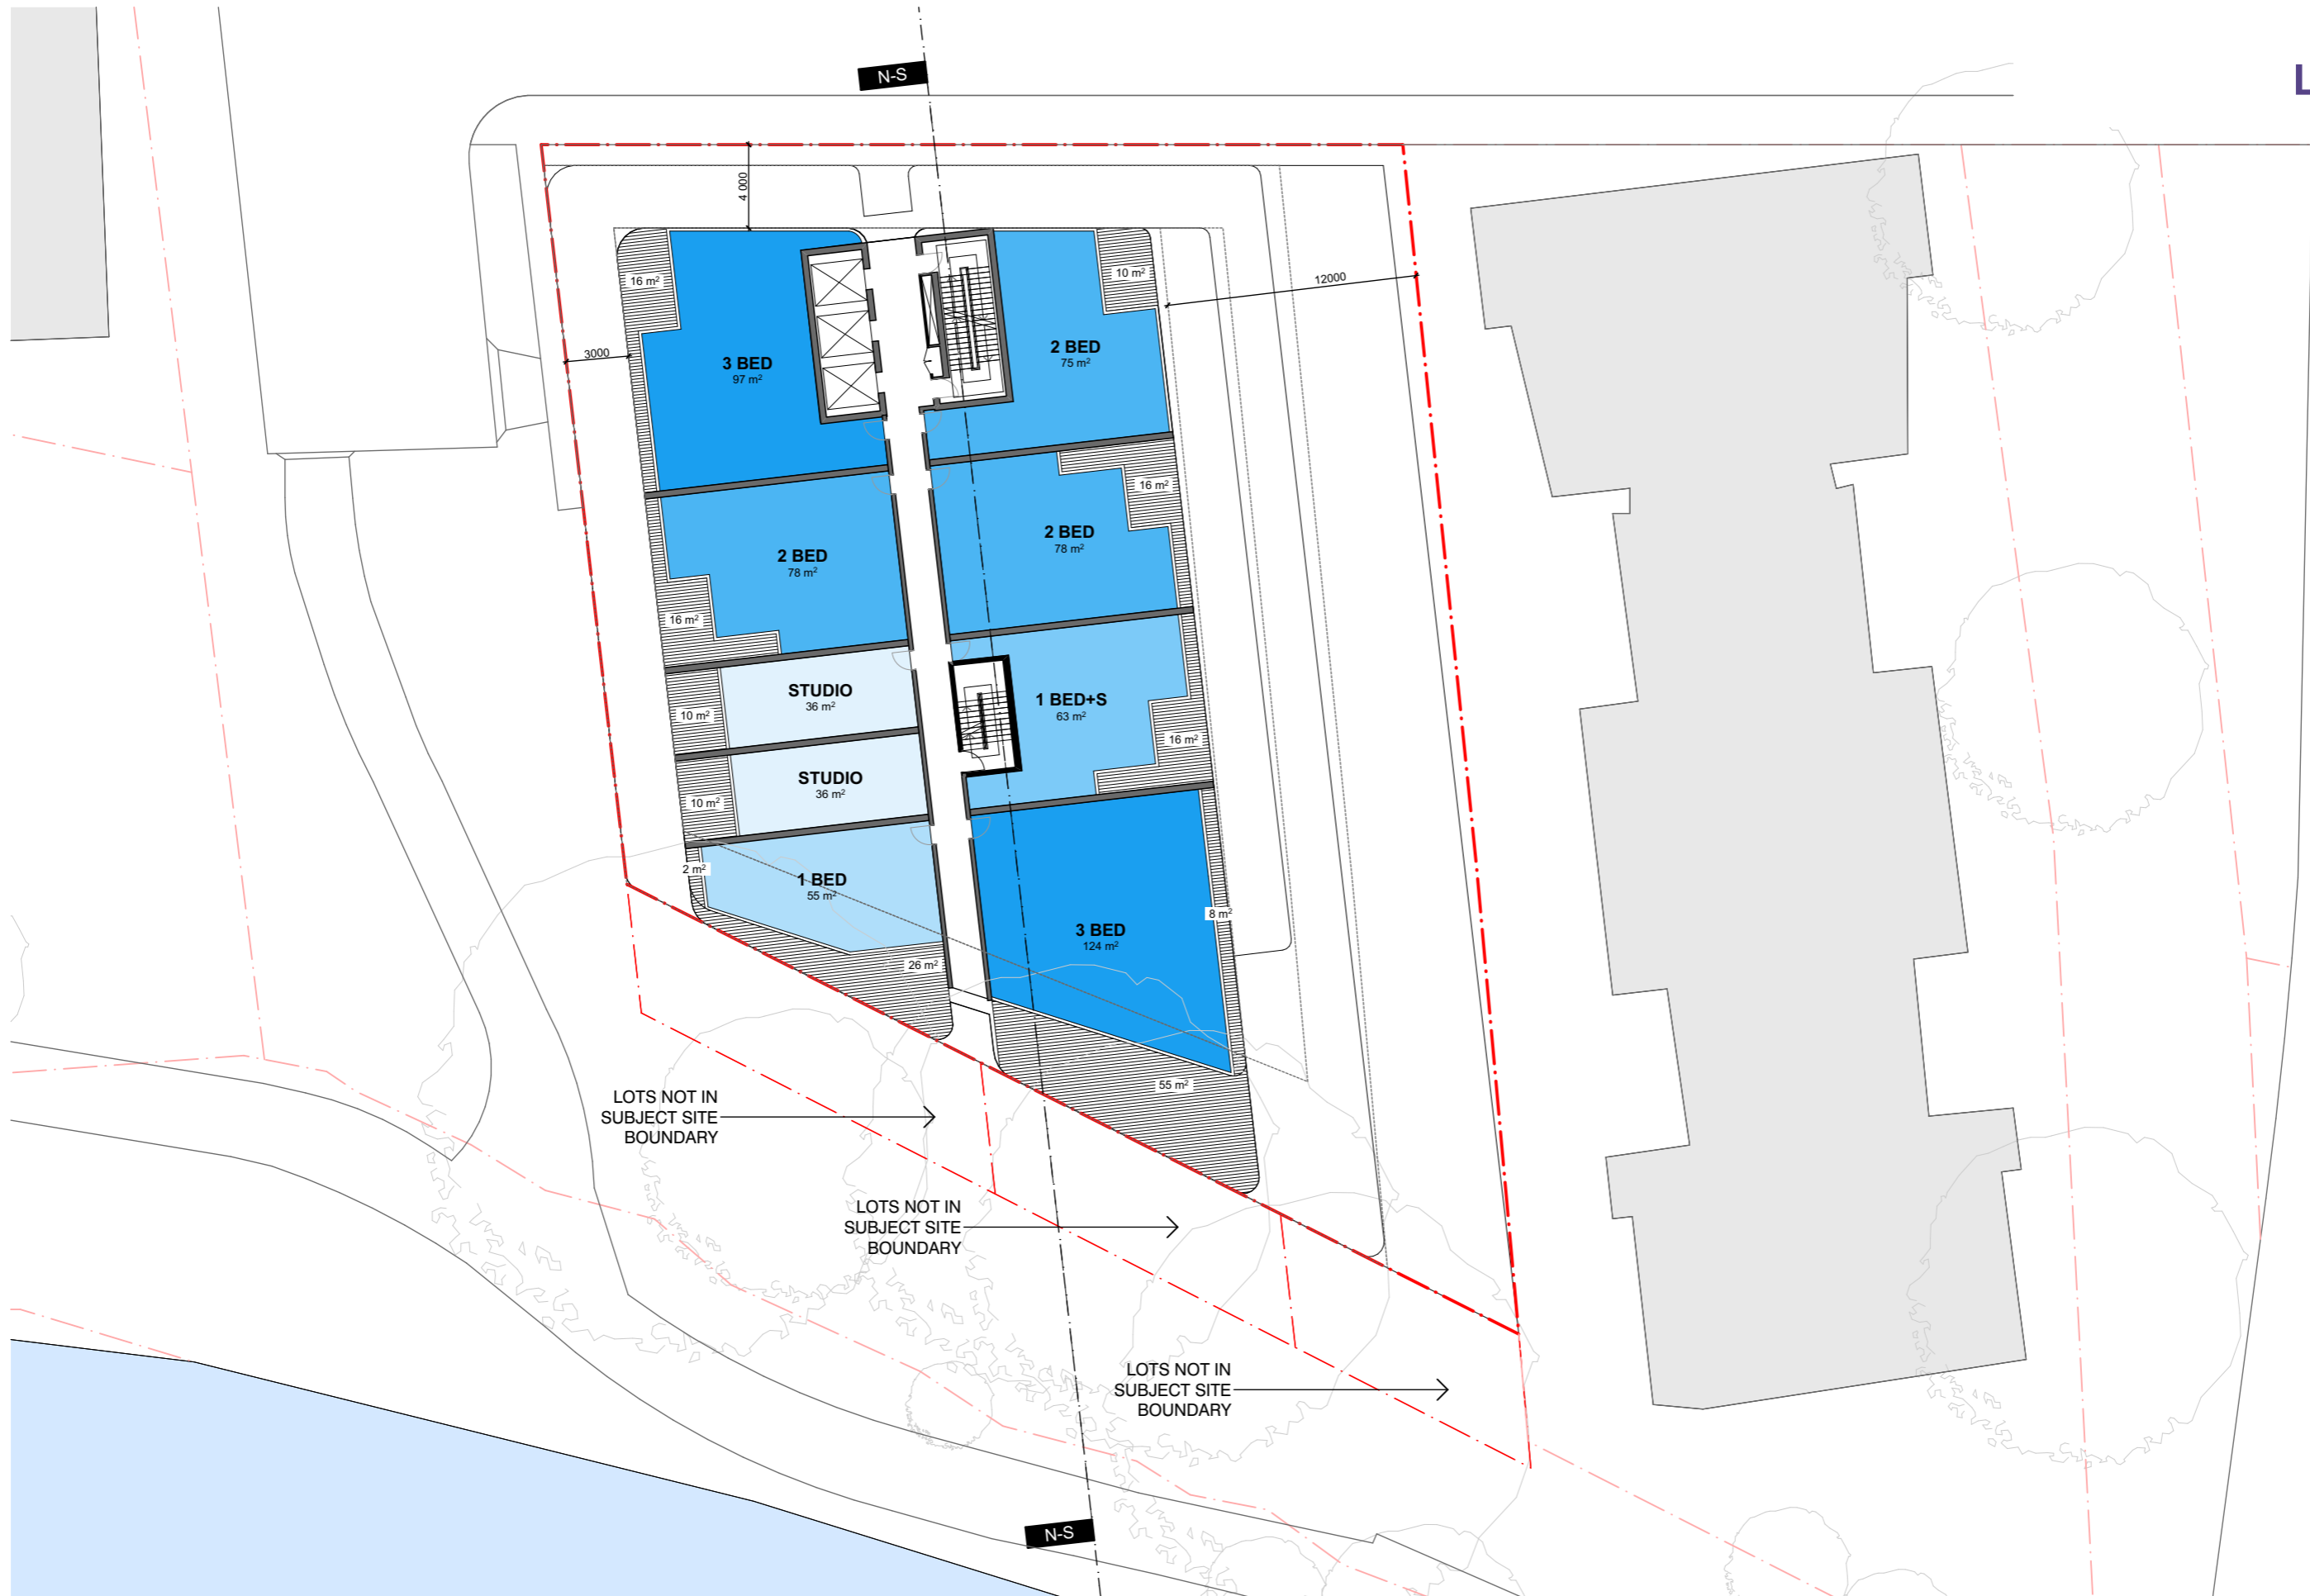 N-S
L
4 000
16 m²
10 m²
12000
3000
3 BED
97 m²
2 BED
75 m²
16 m²
2 BED
78 m²
2 BED
78 m²
16 m²
STUDIO
36 m²
10 m²
1 BED+S
63 m²
16 m²
STUDIO
36 m²
10 m²
2 m²
1 BED
55 m²
8 m²
3 BED
124 m²
26 m²
55 m²
LOTS NOT IN
SUBJECT SITE
BOUNDARY
LOTS NOT IN
SUBJECT SITE
BOUNDARY
LOTS NOT IN
SUBJECT SITE
BOUNDARY
N-S